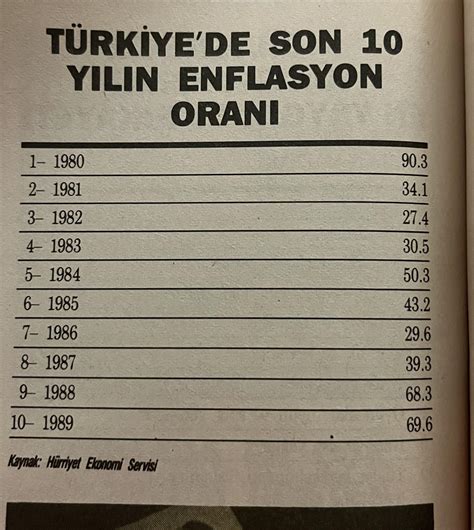 TÜRKİYE'DE SON 10
YILIN ENFLASYON
ORANI
1– 1980 90.3
2– 1981 34.1
3– 1982 27.4
4– 1983 30.5
5– 1984 50.3
6– 1985 43.2
7– 1986 29.6
8– 1987 39.3
9– 1988 68.3
10– 1989 69.6
Kaynak: Hürriyet Ekonomi Servisi